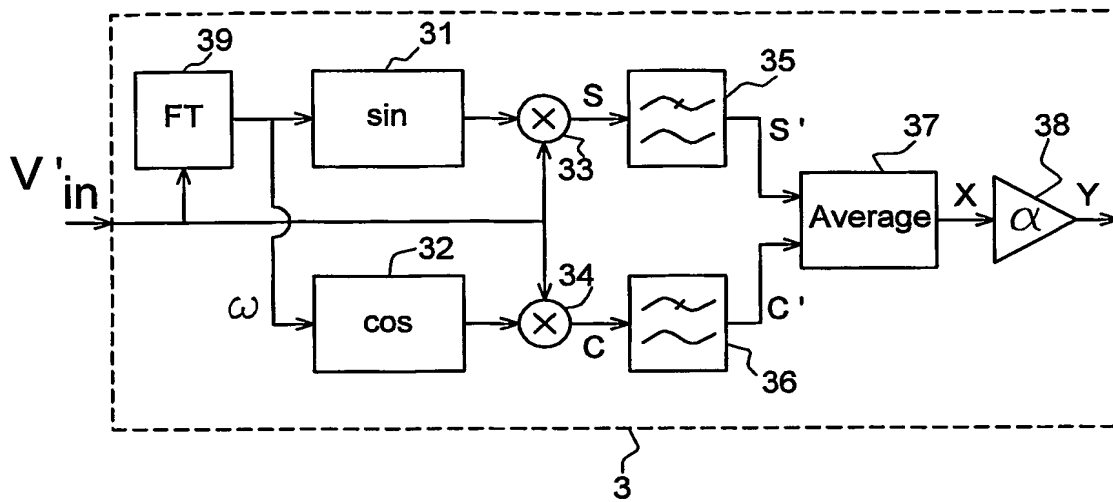 39
31
35
FT
sin
S
S'
33
37
38
V'in
Average
X
α
Y
32
34
ω
cos
C
C'
36
3